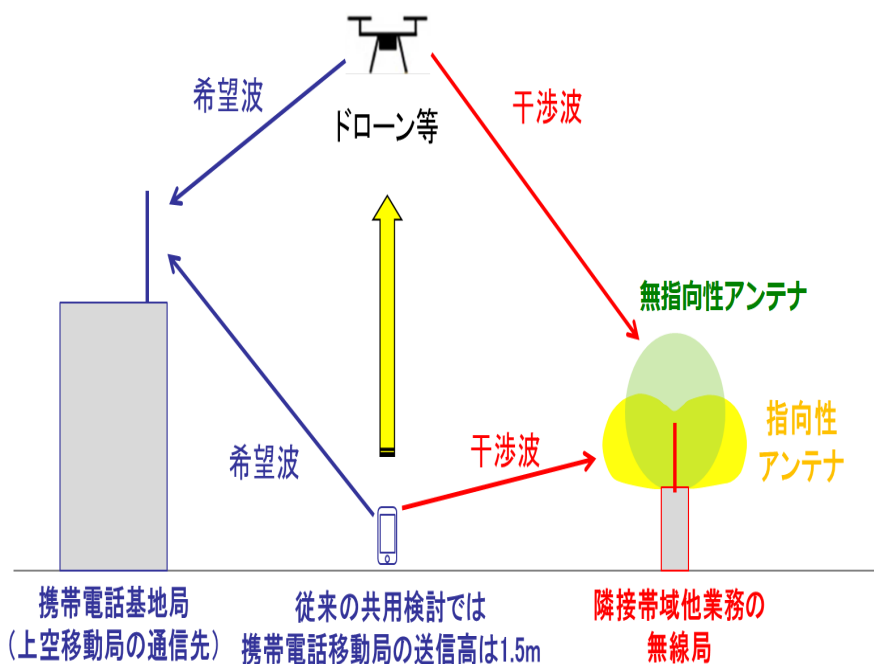 希望波
干渉波
ドローン等
無指向性アンテナ
指向性
アンテナ
希望波
干渉波
携帯電話基地局
（上空移動局の通信先）
従来の共用検討では
携帯電話移動局の送信高は1.5m
隣接帯域他業務の
無線局